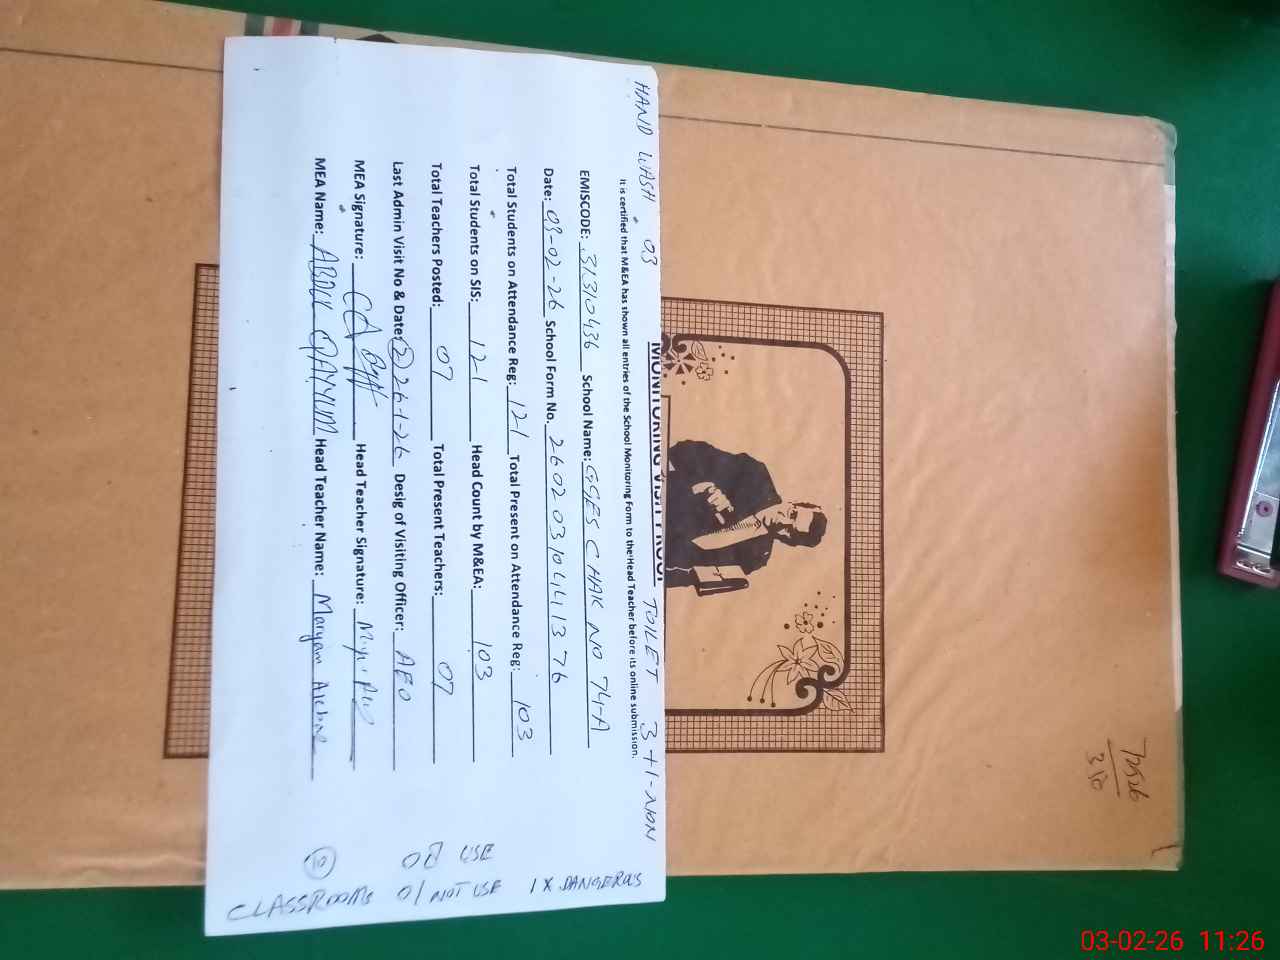 HAND WASH 03
MONITORING VISIT PROOF
TOILET 3+1-NON
It is certified that M&EA has shown all entries of the School Monitoring Form to the Head Teacher before its online submission.
EMISCODE: 31310436 School Name: GGES CHAK NO 74-A
Date: 03-02-26 School Form No. 260203104411376
Total Students on Attendance Reg: 121 Total Present on Attendance Reg: 103
Total Students on SIS: 121 Head Count by M&EA: 103
Total Teachers Posted: 07 Total Present Teachers: 07
Last Admin Visit No & Date: (2) 26-1-26 Desig of Visiting Officer: AEO
MEA Signature: Head Teacher Signature:
MEA Name: ABDUL QAYYUM Head Teacher Name: Maryam
1 X DANGEROUS
08 USE
01 NOT USE
10
CLASSROOMS
03-02-26 11:26